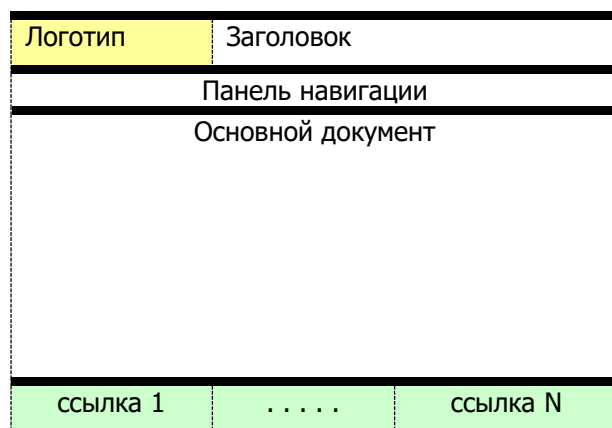 Логотип Заголовок
Панель навигации
Основной документ
ссылка 1 . . . . . ссылка N